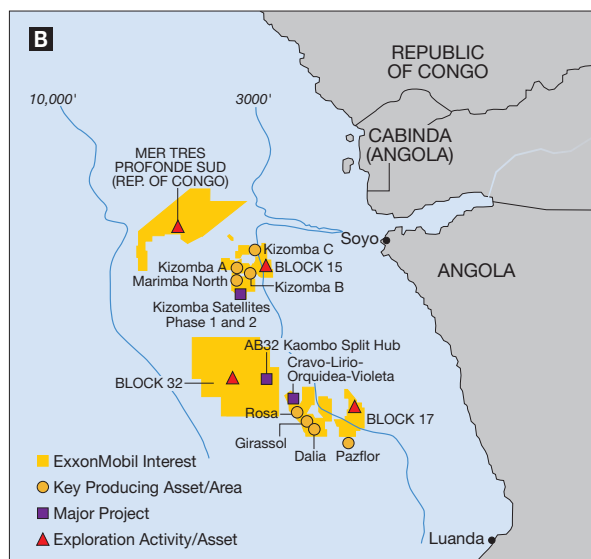 B
REPUBLIC
OF CONGO
10,000'
3000'
CABINDA
(ANGOLA)
MER TRES
PROFONDE SUD
(REP. OF CONGO)
Soyo
Kizomba C
ANGOLA
Kizomba A
BLOCK 15
Marimba North
Kizomba B
Kizomba Satellites
Phase 1 and 2
AB32 Kaombo Split Hub
Cravo-Lirio-
Orquidea-Violeta
BLOCK 32
Rosa
BLOCK 17
Girassol
Dalia
Pazflor
ExxonMobil Interest
Key Producing Asset/Area
Major Project
Exploration Activity/Asset
Luanda